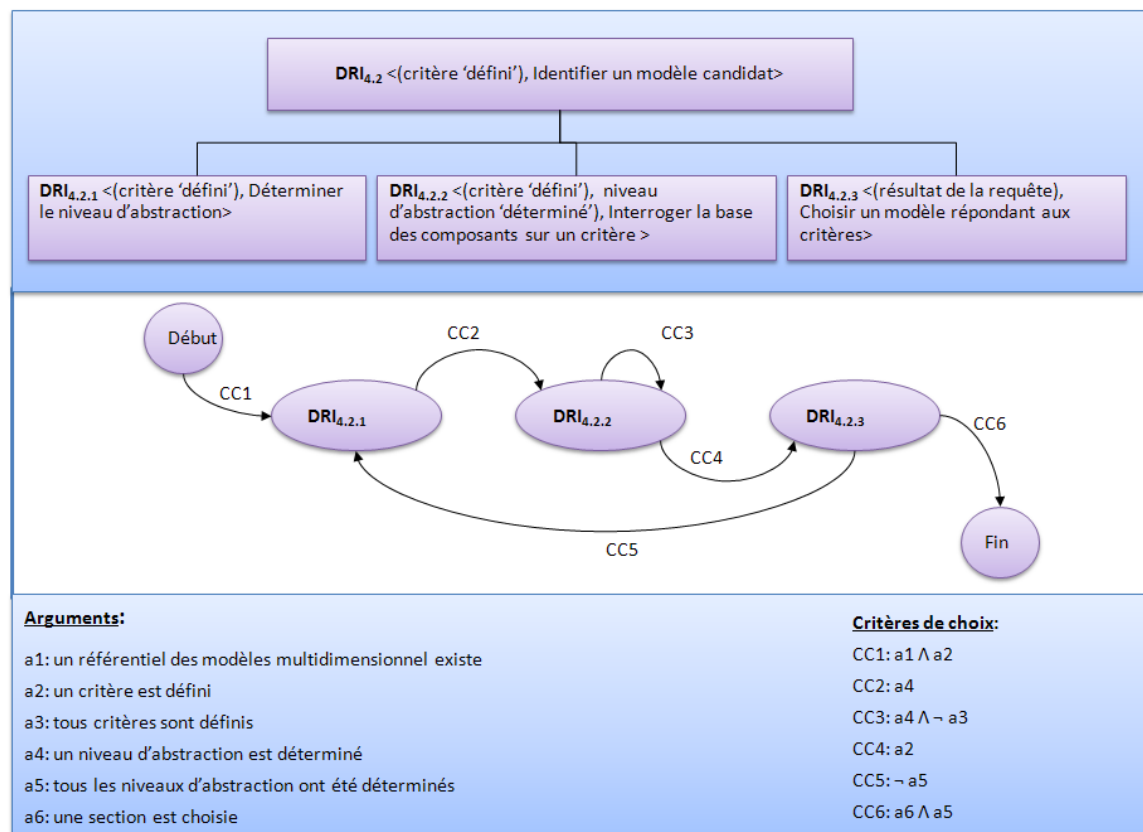 DRI4.2 <(critère ‘défini’), Identifier un modèle candidat>
DRI4.2.1 <(critère ‘défini’), Déterminer
le niveau d’abstraction>
DRI4.2.2 <(critère ‘défini’), niveau
d’abstraction ‘déterminé’), Interroger la base
des composants sur un critère >
DRI4.2.3 <(résultat de la requête),
Choisir un modèle répondant aux
critères>
Début
CC1
CC2
CC3
DRI4.2.1
DRI4.2.2
DRI4.2.3
CC4
CC6
CC5
Fin
Arguments:
a1: un référentiel des modèles multidimensionnel existe
a2: un critère est défini
a3: tous critères sont définis
a4: un niveau d’abstraction est déterminé
a5: tous les niveaux d’abstraction ont été déterminés
a6: une section est choisie
Critères de choix:
CC1: a1 Λ a2
CC2: a4
CC3: a4 Λ ¬ a3
CC4: a2
CC5: ¬ a5
CC6: a6 Λ a5